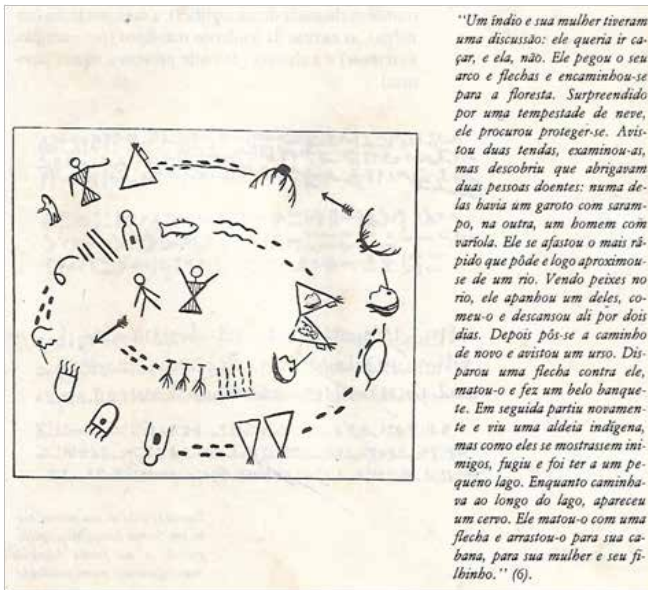 "Um índio e sua mulher tiveram
uma discussão: ele queria ir ca-
çar, e ela, não. Ele pegou o seu
arco e flechas e encaminhou-se
para a floresta. Surpreendido
por uma tempestade de neve,
ele procurou proteger-se. Avis-
tou duas tendas, examinou-as,
mas descobriu que abrigavam
duas pessoas doentes: numa de-
las havia um garoto com saram-
po, na outra, um homem com
varíola. Ele se afastou o mais rá-
pido que pôde e logo aproximou-
se de um rio. Vendo peixes no
rio, ele apanhou um deles, co-
meu-o e descansou ali por dois
dias. Depois pôs-se a caminho
de novo e avistou um urso. Dis-
parou uma flecha contra ele,
matou-o e fez um belo banque-
te. Em seguida partiu novamen-
te e viu uma aldeia indígena,
mas como eles se mostrassem ini-
migos, fugiu e foi ter a um pe-
queno lago. Enquanto caminha-
va ao longo do lago, apareceu
um cervo. Ele matou-o com uma
flecha e arrastou-o para sua ca-
bana, para sua mulher e seu fi-
lhinho." (6).